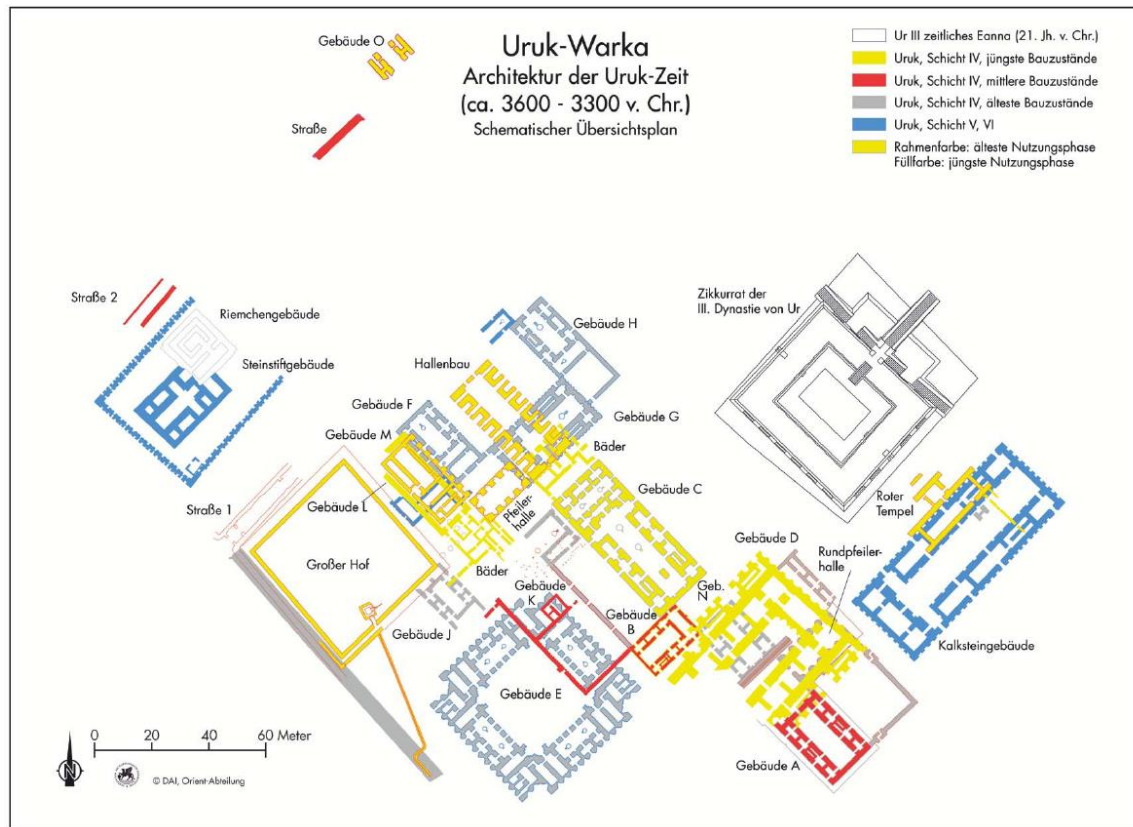 Uruk-Warka
Architektur der Uruk-Zeit
(ca. 3600 - 3300 v. Chr.)
Schematischer Übersichtsplan
Ur III zeitliches Eanna (21. Jh. v. Chr.)
Uruk, Schicht IV, jüngste Bauzustände
Uruk, Schicht IV, mittlere Bauzustände
Uruk, Schicht IV, älteste Bauzustände
Uruk, Schicht V, VI
Rahmenfarbe: älteste Nutzungsphase
Füllfarbe: jüngste Nutzungsphase
Gebäude O
Straße
Straße 2
Riemchengebäude
Steinstiftgebäude
Zikkurrat der
III. Dynastie von Ur
Gebäude H
Hallenbau
Gebäude F
Gebäude G
Gebäude M
Bäder
Gebäude C
Straße 1
Gebäude L
Pfeiler-
halle
Roter
Tempel
Gebäude D
Rundpfeiler-
halle
Großer Hof
Bäder
Gebäude
K
Geb.
N
Gebäude
B
Gebäude J
Kalksteingebäude
Gebäude E
Gebäude A
0 20 40 60 Meter
N
© DAI, Orient-Abteilung